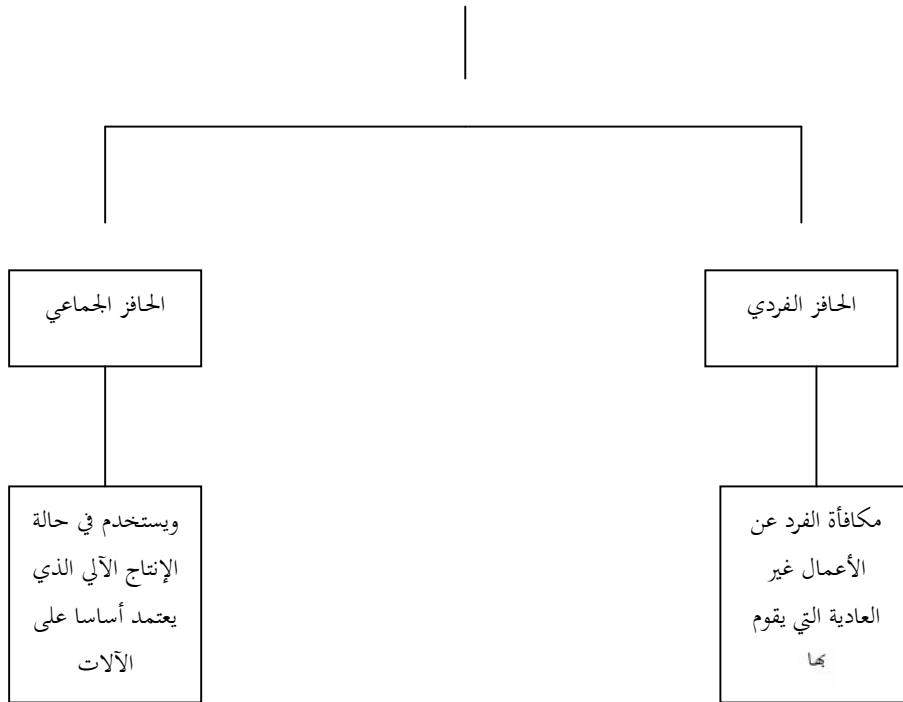 الحافز الفردي
الحافز الجماعي
مكافأة الفرد عن
الأعمال غير
العادية التي يقوم
بها
ويستخدم في حالة
الإنتاج الآلي الذي
يعتمد أساسا على
الآلات